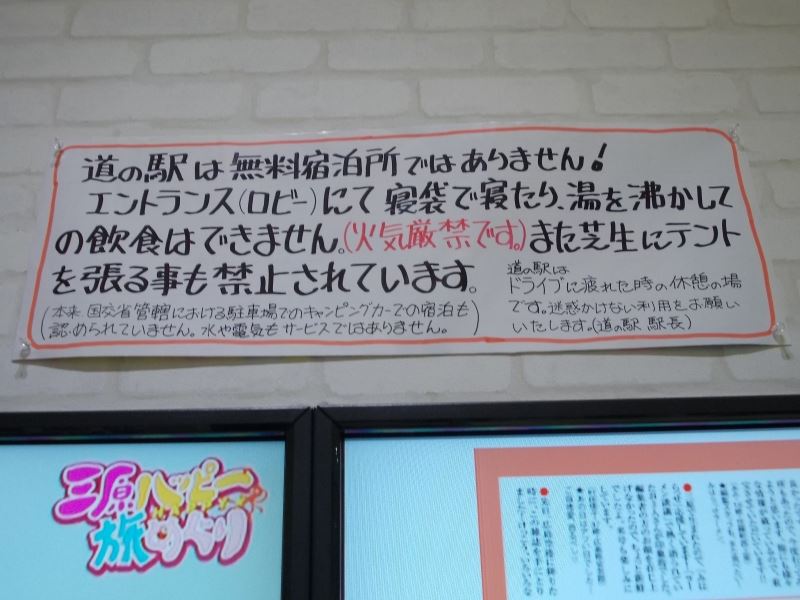 道の駅は無料宿泊所ではありません!
エントランス(ロビー)にて寝袋で寝たり、湯を沸かして
の飲食はできません。(火気厳禁です。)また芝生にテント
を張る事も禁止されています。
(本来 国交省管轄における駐車場でのキャンピングカーでの宿泊も
認められていません。水や電気もサービスではありません。)
道の駅は
ドライブに疲れた時の休憩の場
です。迷惑かけない利用をお願い
いたします。(道の駅 駅長)
三原ハッピー
旅めぐり